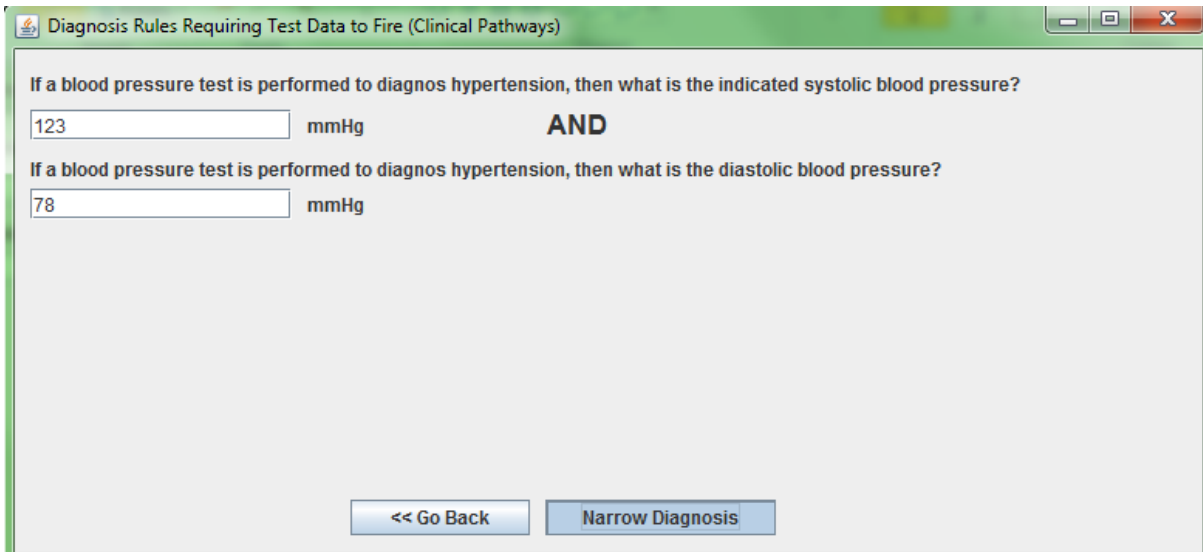 Diagnosis Rules Requiring Test Data to Fire (Clinical Pathways)
If a blood pressure test is performed to diagnos hypertension, then what is the indicated systolic blood pressure?
123 mmHg AND
If a blood pressure test is performed to diagnos hypertension, then what is the diastolic blood pressure?
78 mmHg
<< Go Back Narrow Diagnosis